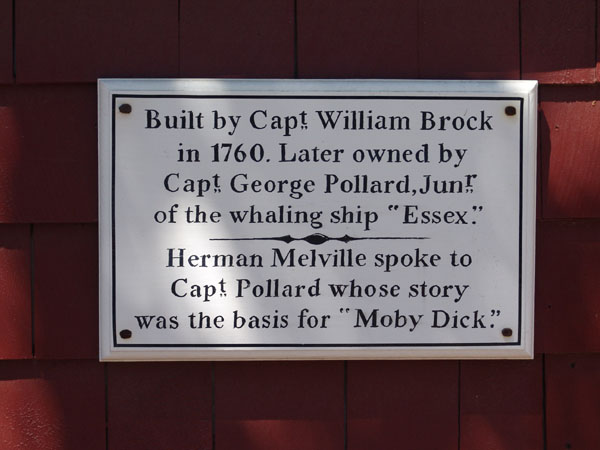 Built by Capt. William Brock
in 1760. Later owned by
Capt. George Pollard, Junr.
of the whaling ship "Essex."
Herman Melville spoke to
Capt. Pollard whose story
was the basis for "Moby Dick."